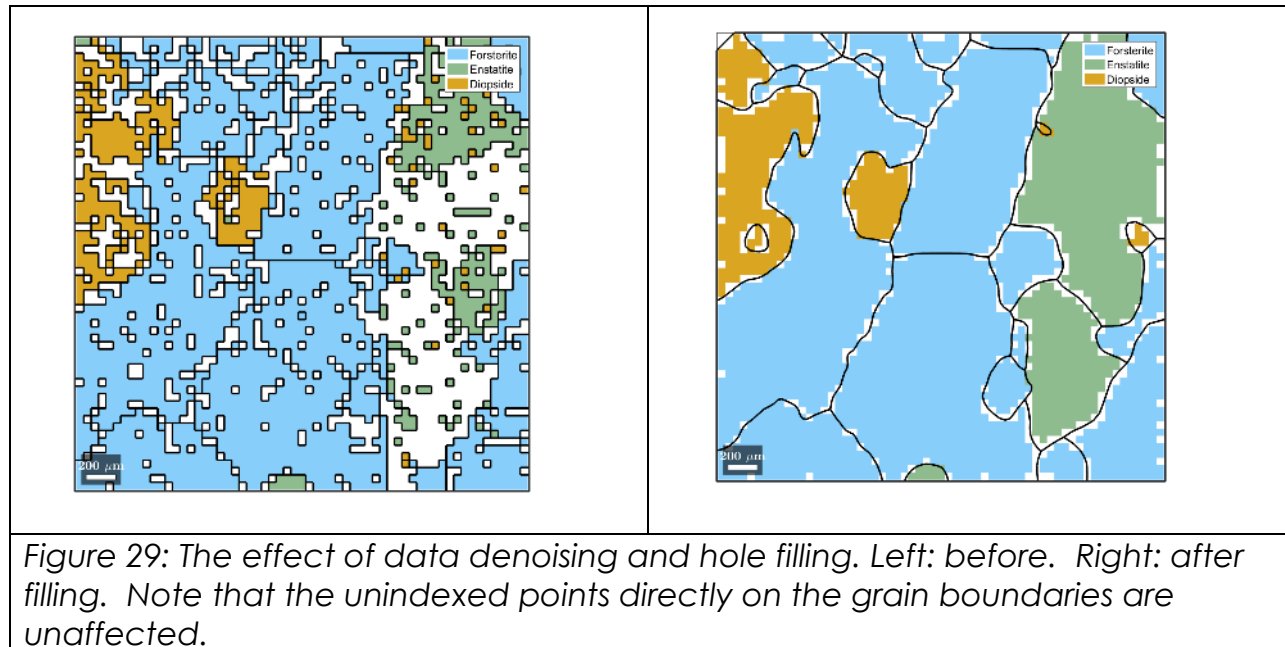 Forsterite
Enstatite
Diopside
200 μm
Forsterite
Enstatite
Diopside
200 μm
Figure 29: The effect of data denoising and hole filling. Left: before.  Right: after
filling.  Note that the unindexed points directly on the grain boundaries are
unaffected.